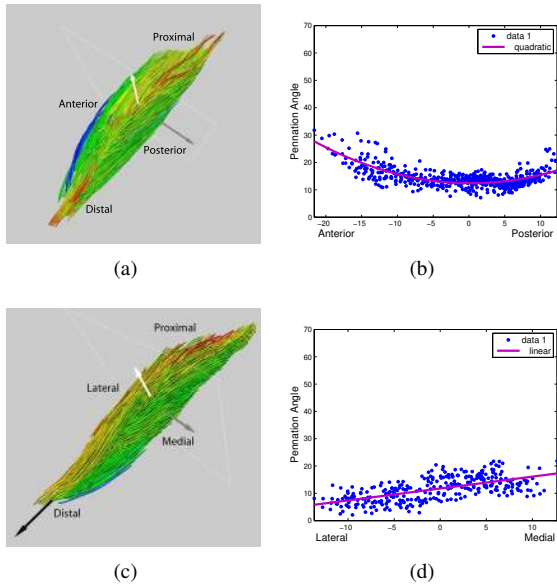 Proximal
Anterior
Posterior
Distal
(a)
70
60
50
40
30
20
10
0
Pennation Angle
data 1
quadratic
−20 −15 −10 −5 0 5 10
Anterior Posterior
(b)
Proximal
Lateral
Medial
Distal
(c)
70
60
50
40
30
20
10
0
Pennation Angle
data 1
linear
−10 −5 0 5 10
Lateral Medial
(d)